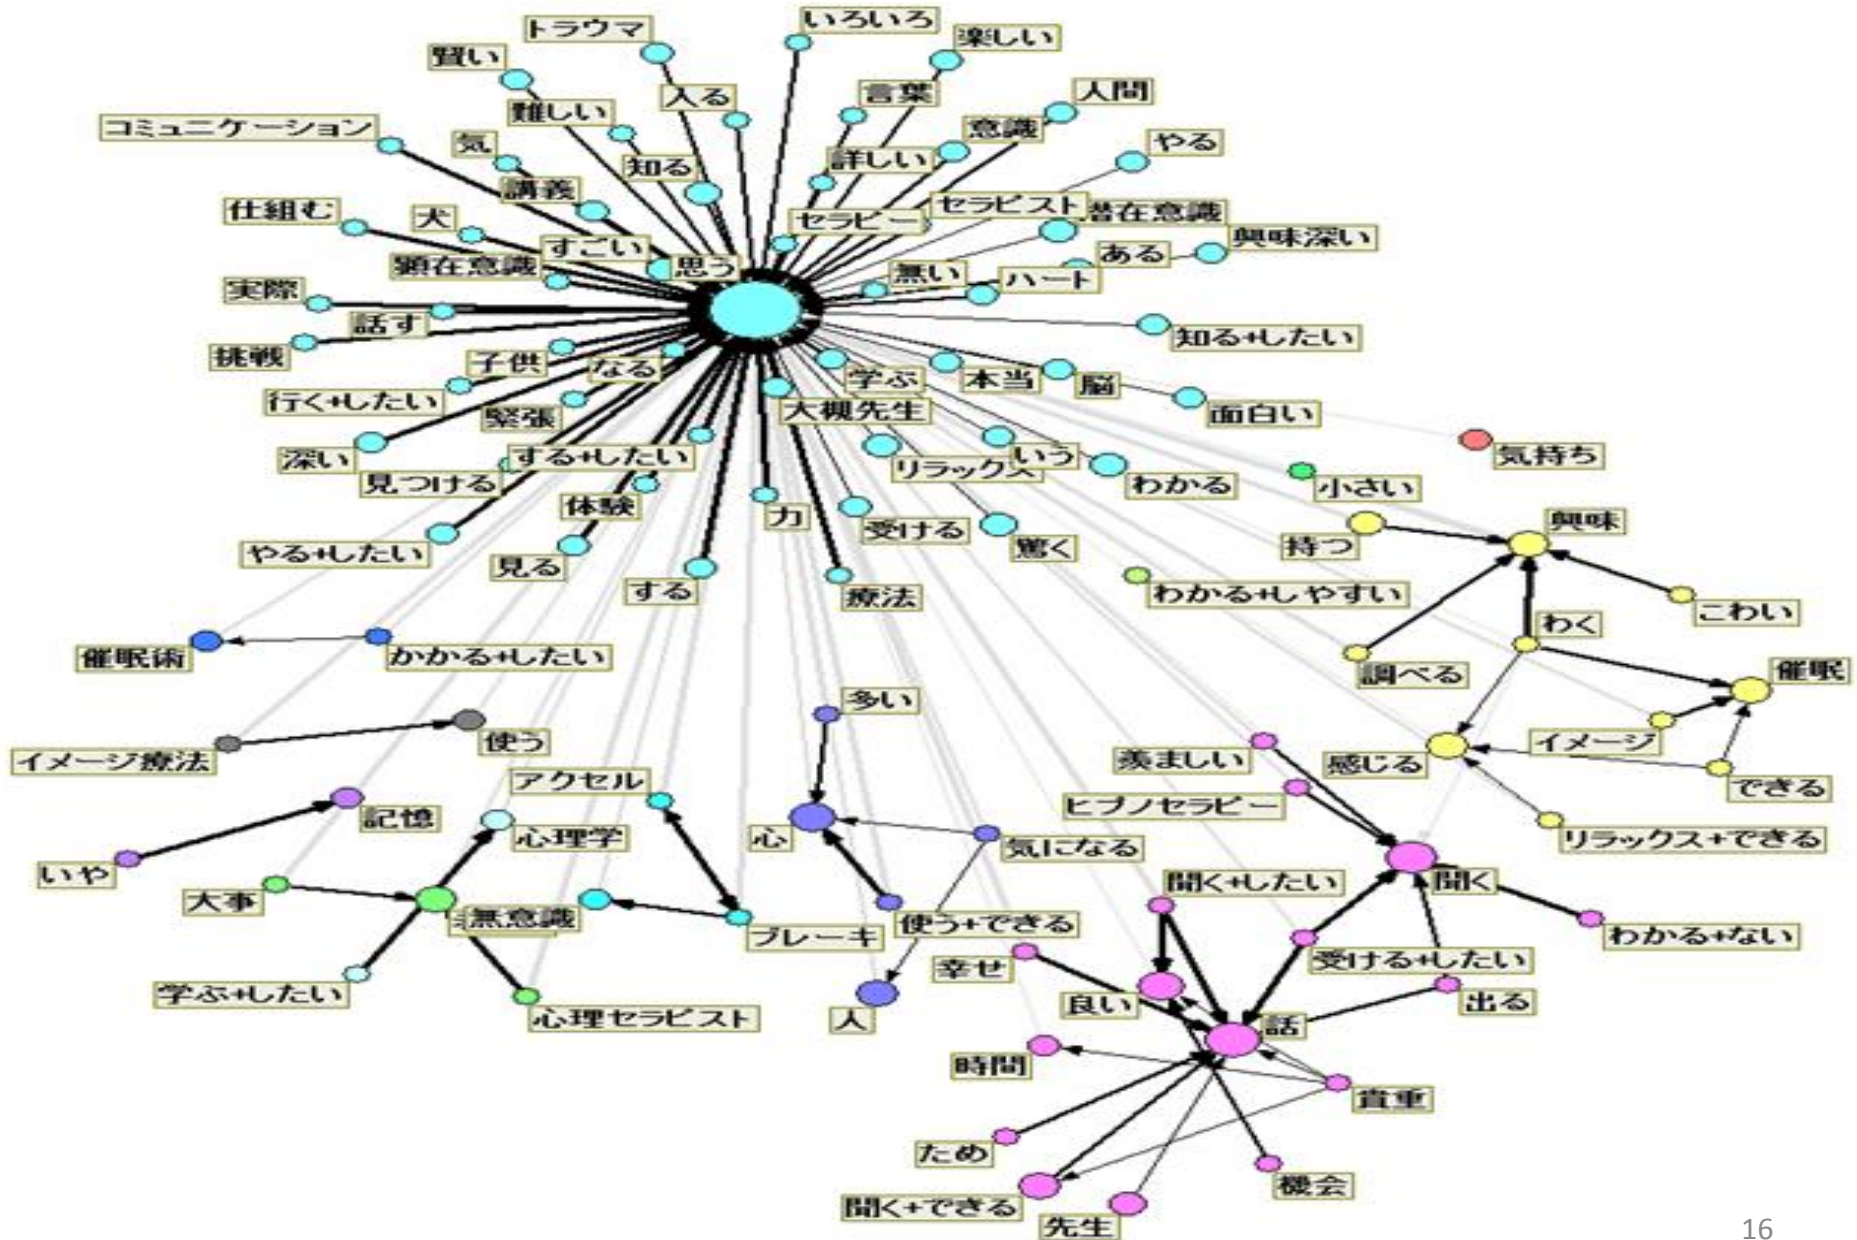 いろいろ
トラウマ
楽しい
賢い
人間
言葉
入る
難しい
コミュニケーション
意識
気
やる
詳しい
知る
講義
セラピスト
仕組む
潜在意識
犬
セラピー
興味深い
すごい
ある
顕在意識
思う
無い
ハート
実際
話す
知る+したい
挑戦
子供
なる
学ぶ
本当
脳
行く+したい
緊張
大槻先生
面白い
深い
する+したい
リラックス
いう
気持ち
見つける
わかる
小さい
体験
力
受ける
興味
やる+したい
見る
驚く
持つ
する
療法
わかる+しやすい
こわい
わく
催眠術
かかる+したい
調べる
催眠
多い
イメージ療法
使う
羨ましい
感じる
イメージ
アクセル
できる
ヒプノセラピー
記憶
心理学
心
気になる
リラックス+できる
いや
聞く+したい
聞く
大事
無意識
ブレーキ
使う+できる
わかる+ない
幸せ
受ける+したい
学ぶ+したい
良い
出る
心理セラピスト
人
話
時間
貴重
ため
機会
聞く+できる
先生
16